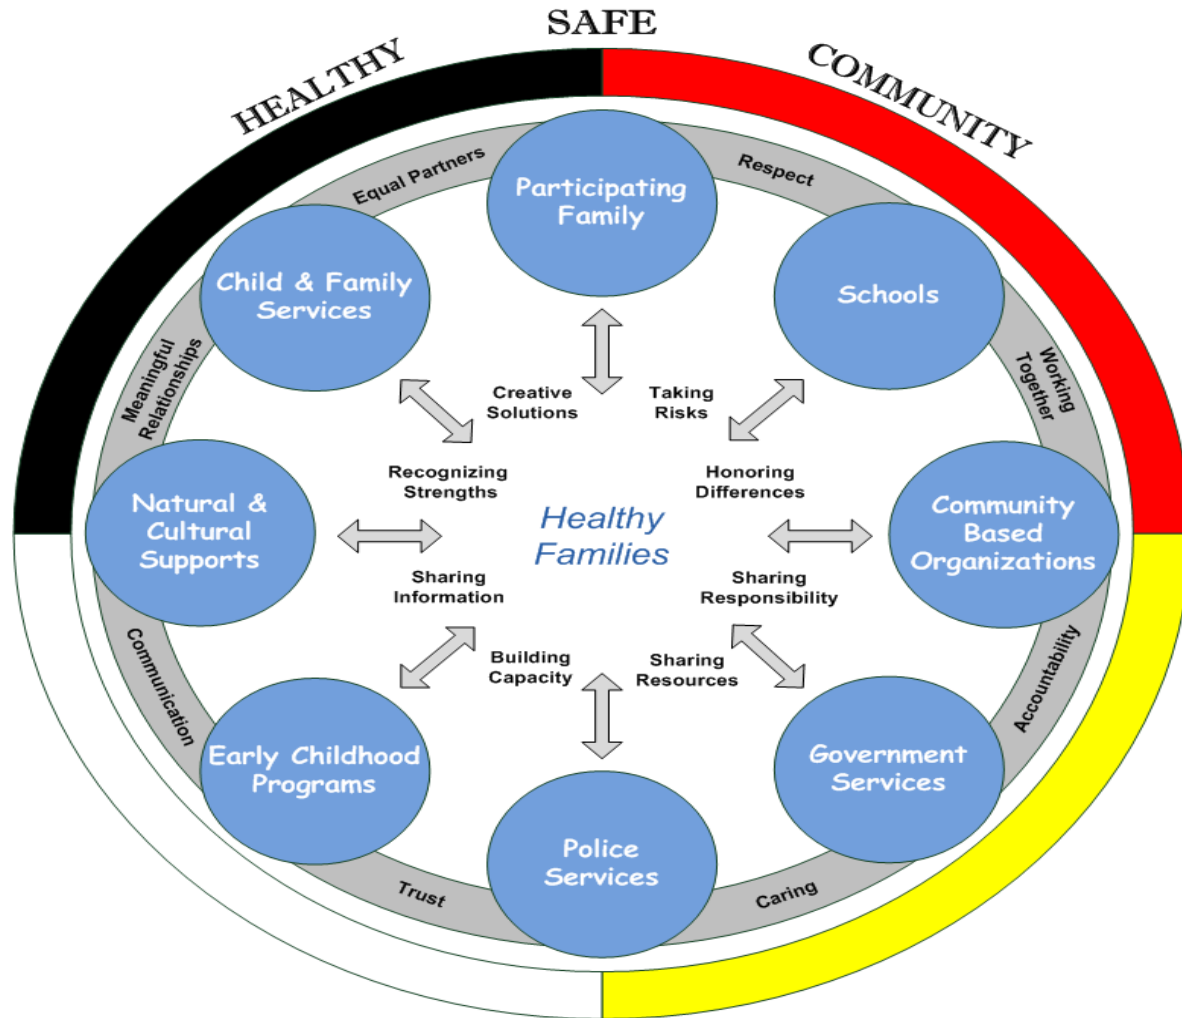 SAFE
HEALTHY
COMMUNITY
Equal Partners
Respect
Participating
Family
Child & Family
Services
Schools
Meaningful
Relationships
Working
Together
Creative
Solutions
Taking
Risks
Recognizing
Strengths
Honoring
Differences
Natural &
Cultural
Supports
Healthy
Families
Community
Based
Organizations
Sharing
Information
Sharing
Responsibility
Building
Capacity
Sharing
Resources
Communication
Accountability
Early Childhood
Programs
Government
Services
Police
Services
Trust
Caring